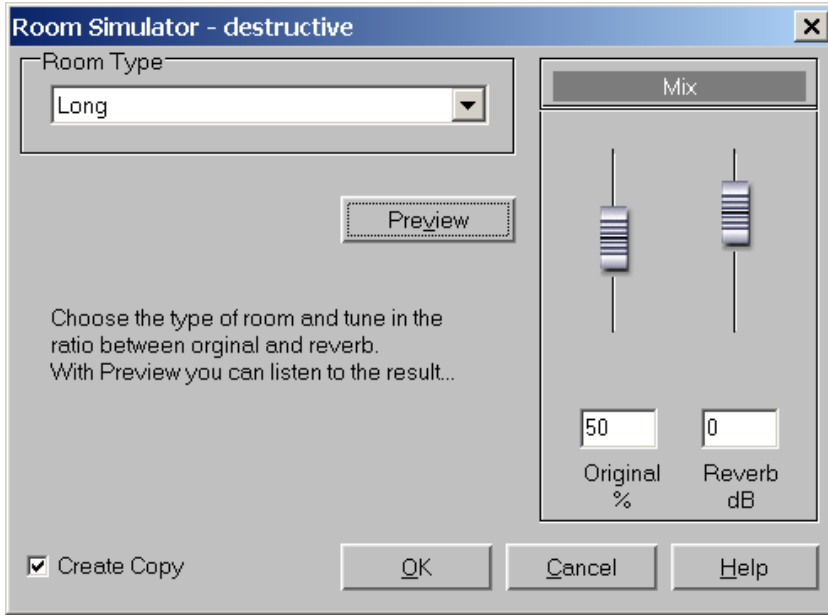 Room Simulator - destructive
Room Type
Long
Mix
Preview
Choose the type of room and tune in the
ratio between orginal and reverb.
With Preview you can listen to the result...
50
0
Original
%
Reverb
dB
Create Copy
OK
Cancel
Help